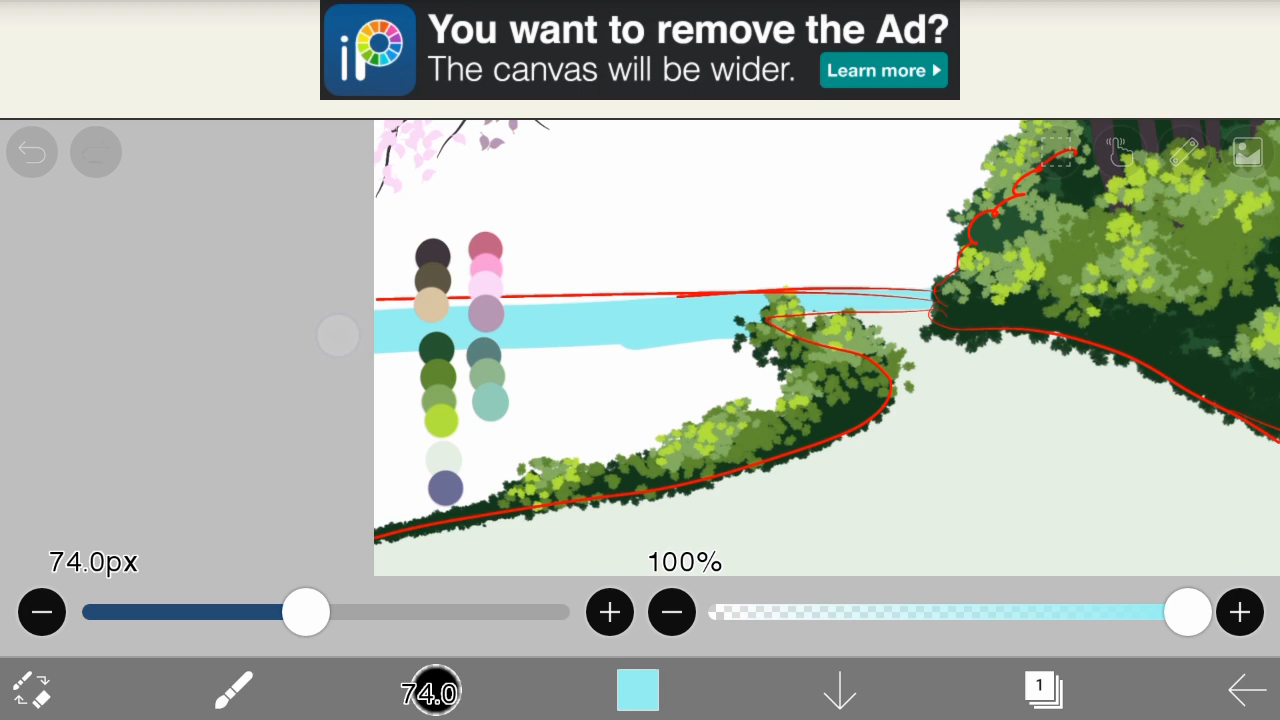 iP
You want to remove the Ad?
The canvas will be wider.
Learn more
74.0px
100%
74.0
1